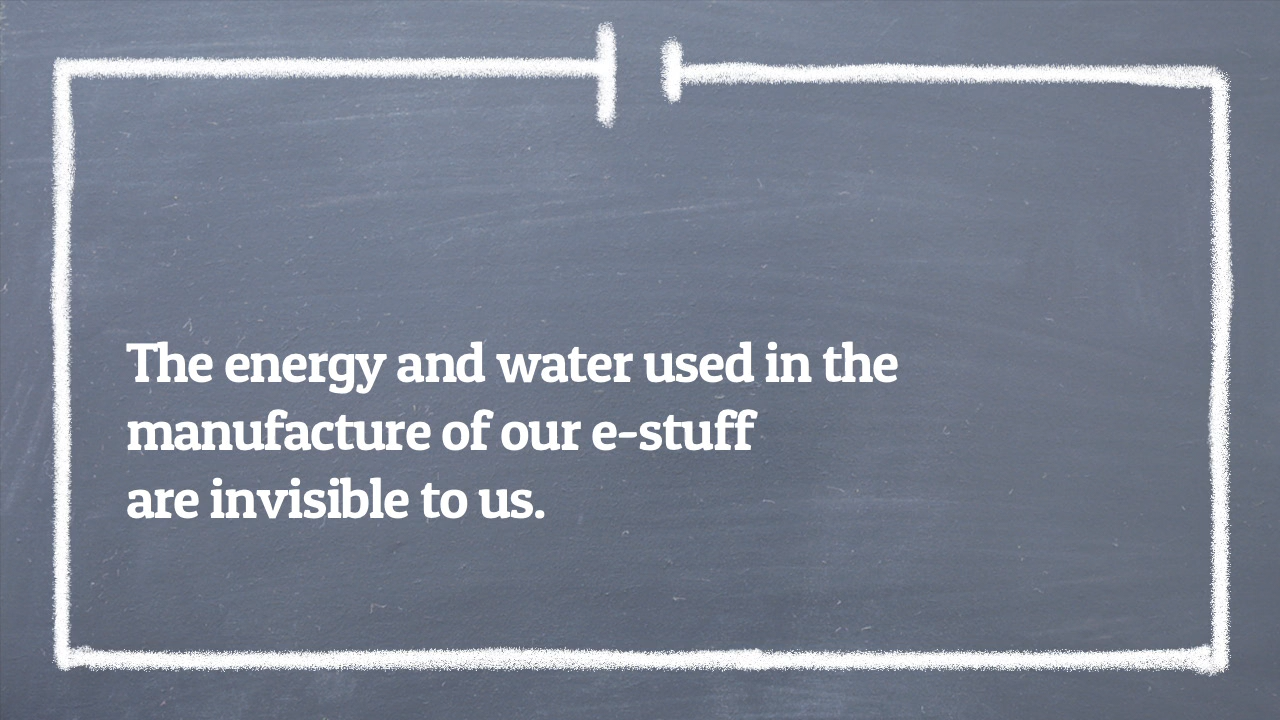 The energy and water used in the
manufacture of our e-stuff
are invisible to us.